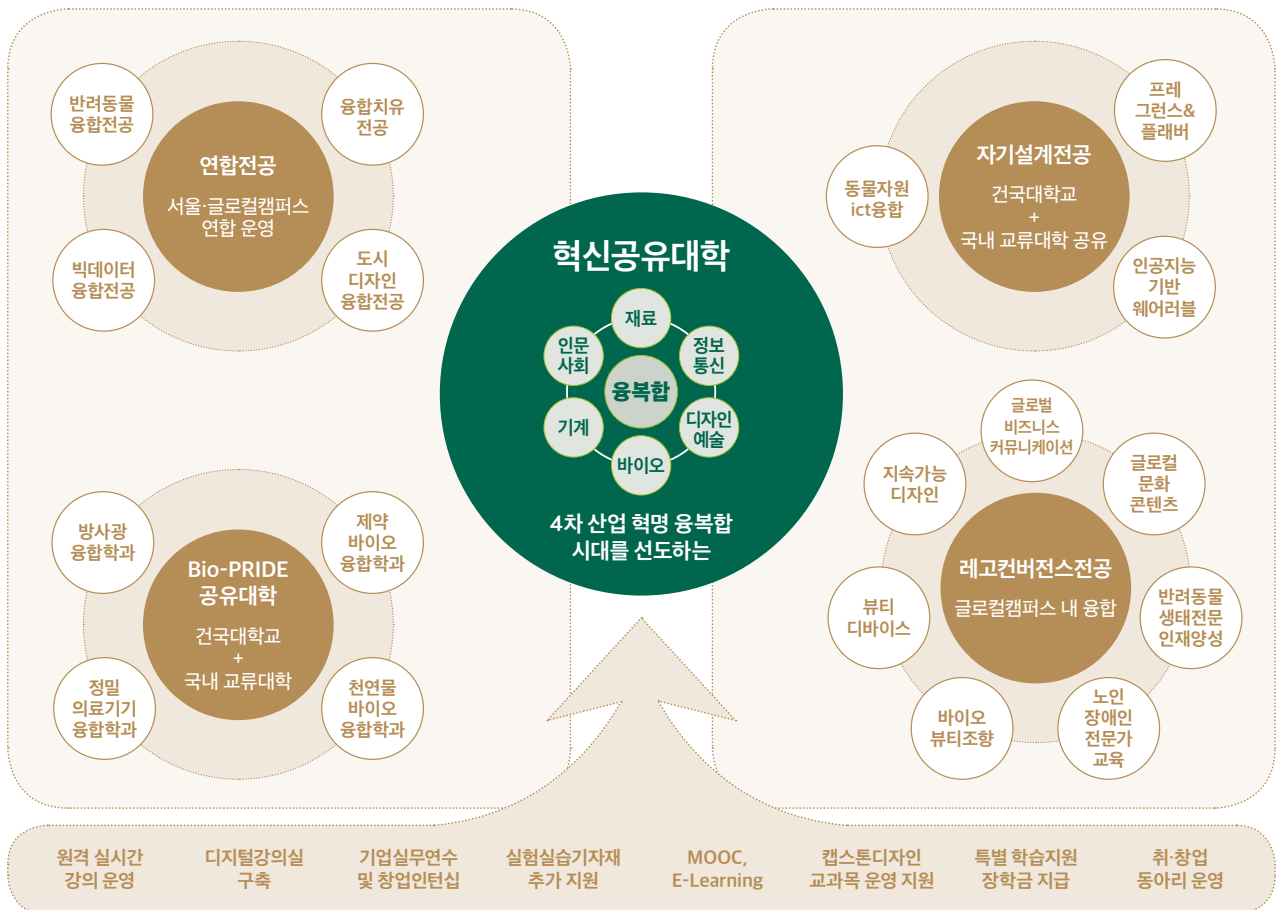 반려동물
융합전공
융합치유
전공
연합전공
서울·글로컬캠퍼스
연합 운영
빅데이터
융합전공
도시
디자인
융합전공
방사광
융합학과
제약
바이오
융합학과
Bio-PRIDE
공유대학
건국대학교
+
국내 교류대학
정밀
의료기기
융합학과
천연물
바이오
융합학과
혁신공유대학
재료
인문
사회
정보
통신
융복합
기계
디자인
예술
바이오
4차 산업 혁명 융복합
시대를 선도하는
프레
그런스&
플래버
동물자원
ict융합
자기설계전공
건국대학교
+
국내 교류대학 공유
인공지능
기반
웨어러블
글로벌
비즈니스
커뮤니케이션
지속가능
디자인
글로컬
문화
콘텐츠
레고컨버전스전공
글로컬캠퍼스 내 융합
뷰티
디바이스
반려동물
생태전문
인재양성
바이오
뷰티조향
노인
장애인
전문가
교육
원격 실시간
강의 운영
디지털강의실
구축
기업실무연수
및 창업인턴십
실험실습기자재
추가 지원
MOOC,
E-Learning
캡스톤디자인
교과목 운영 지원
특별 학습지원
장학금 지급
취·창업
동아리 운영